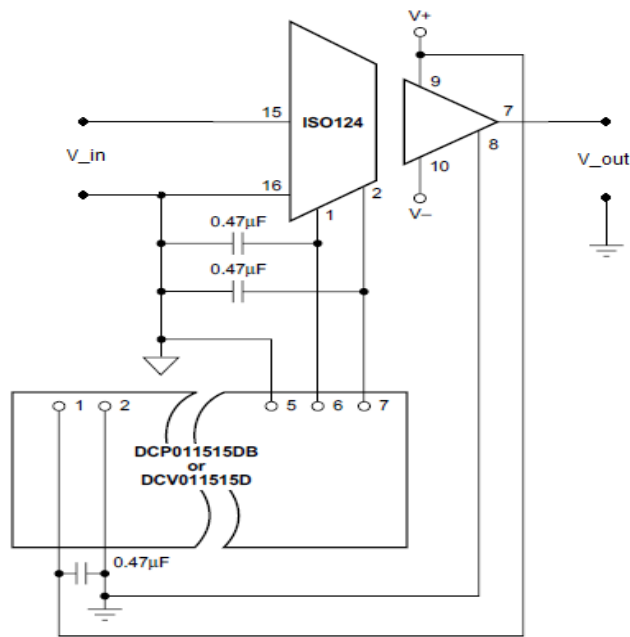 V+
9
15
ISO124
7
8
V_in
V_out
10
16
2
1
V–
0.47µF
0.47µF
1
2
5
6
7
DCP011515DB
or
DCV011515D
0.47µF